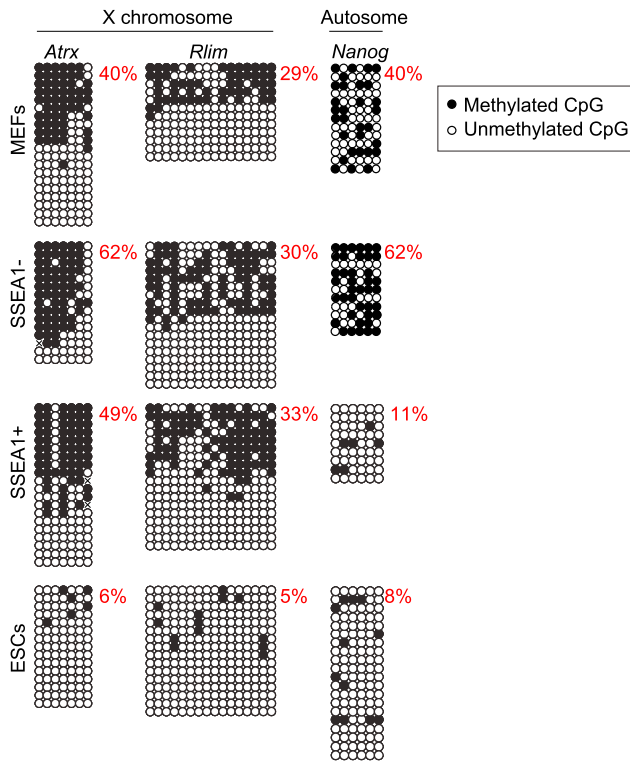 X chromosome Autosome
Atrx Rlim Nanog
MEFs 40% 29% 40%
Methylated CpG
Unmethylated CpG
SSEA1- 62% 30% 62%
SSEA1+ 49% 33% 11%
ESCs 6% 5% 8%